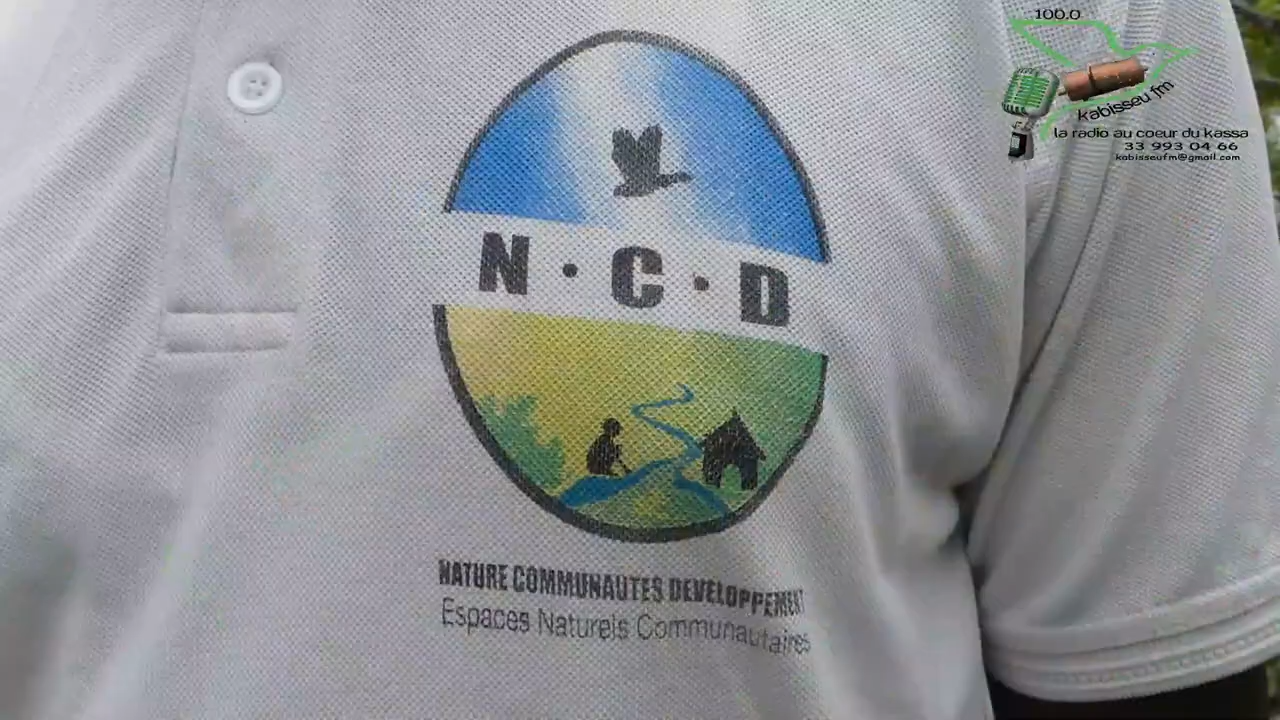 100.0
kabisseu fm
la radio au coeur du kassa
33 993 04 66
kabisseufm@gmail.com
N·C·D
NATURE COMMUNAUTES DEVELOPPEMENT
Espaces Naturels Communautaires